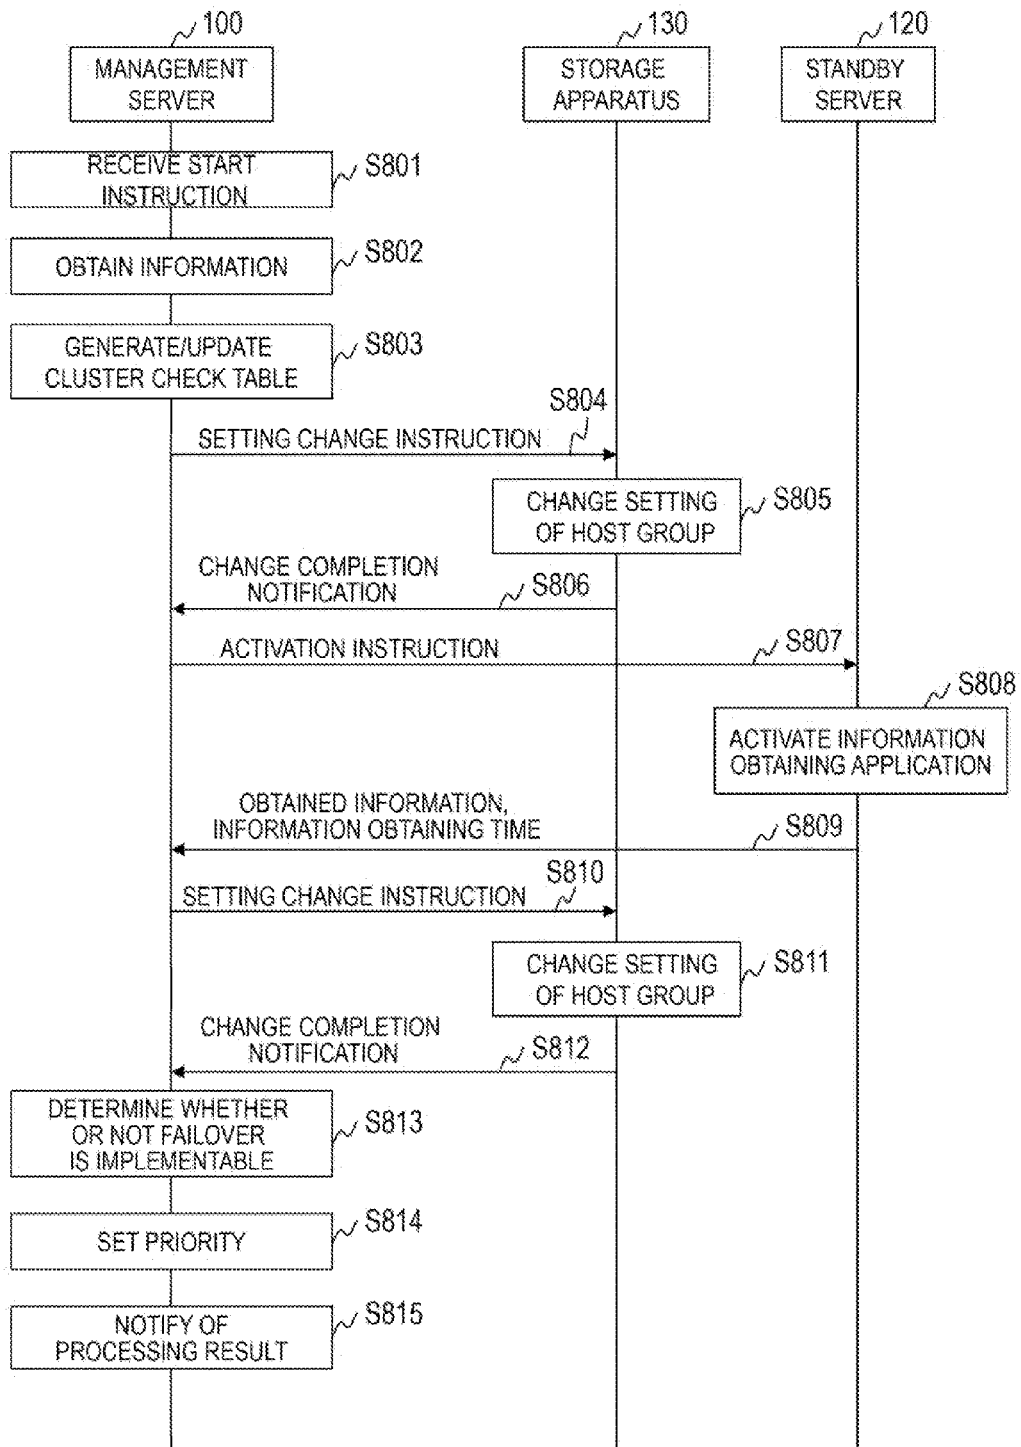 100
130
120
MANAGEMENT
SERVER
STORAGE
APPARATUS
STANDBY
SERVER
RECEIVE START
INSTRUCTION
S801
OBTAIN INFORMATION
S802
GENERATE/UPDATE
CLUSTER CHECK TABLE
S803
S804
SETTING CHANGE INSTRUCTION
CHANGE SETTING
OF HOST GROUP
S805
CHANGE COMPLETION
NOTIFICATION
S806
ACTIVATION INSTRUCTION
S807
S808
ACTIVATE INFORMATION
OBTAINING APPLICATION
OBTAINED INFORMATION,
INFORMATION OBTAINING TIME
S809
S810
SETTING CHANGE INSTRUCTION
CHANGE SETTING
OF HOST GROUP
S811
CHANGE COMPLETION
NOTIFICATION
S812
DETERMINE WHETHER
OR NOT FAILOVER
IS IMPLEMENTABLE
S813
SET PRIORITY
S814
NOTIFY OF
PROCESSING RESULT
S815